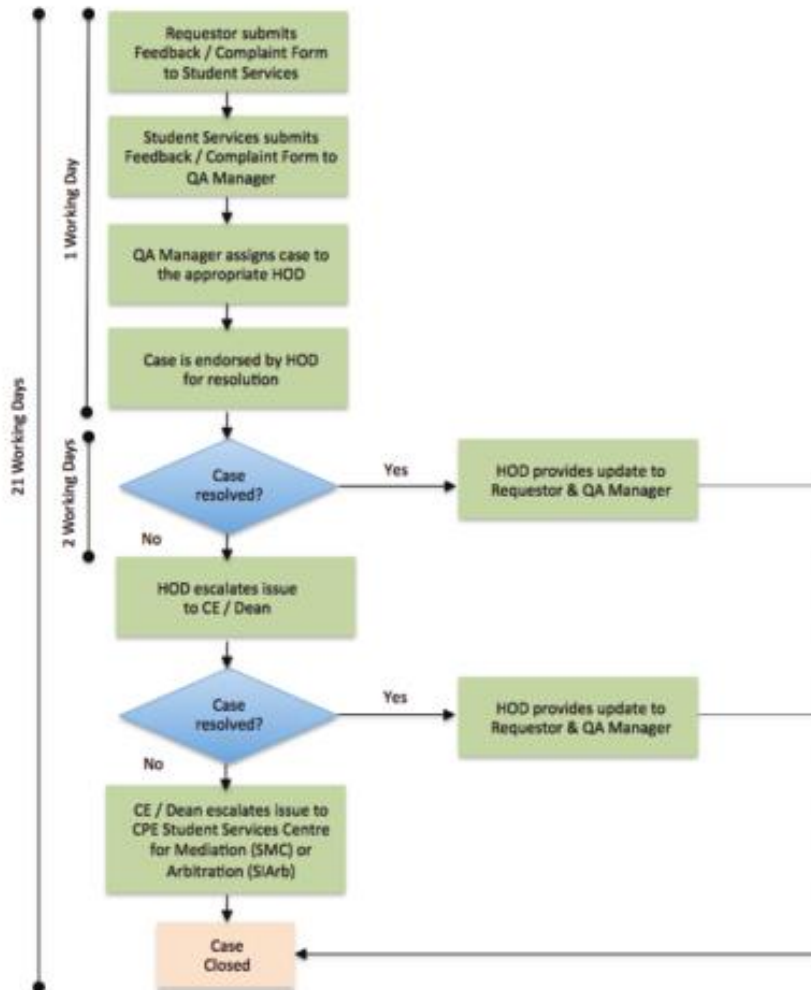 Requestor submits
Feedback / Complaint Form
to Student Services
Student Services submits
Feedback / Complaint Form to
QA Manager
1 Working Day
QA Manager assigns case to
the appropriate HOD
Case is endorsed by HOD
for resolution
21 Working Days
2 Working Days
Case
resolved?
Yes
HOD provides update to
Requestor & QA Manager
No
HOD escalates issue
to CE / Dean
Case
resolved?
Yes
HOD provides update to
Requestor & QA Manager
No
CE / Dean escalates issue to
CPE Student Services Centre
for Mediation (SMC) or
Arbitration (SIArb)
Case
Closed